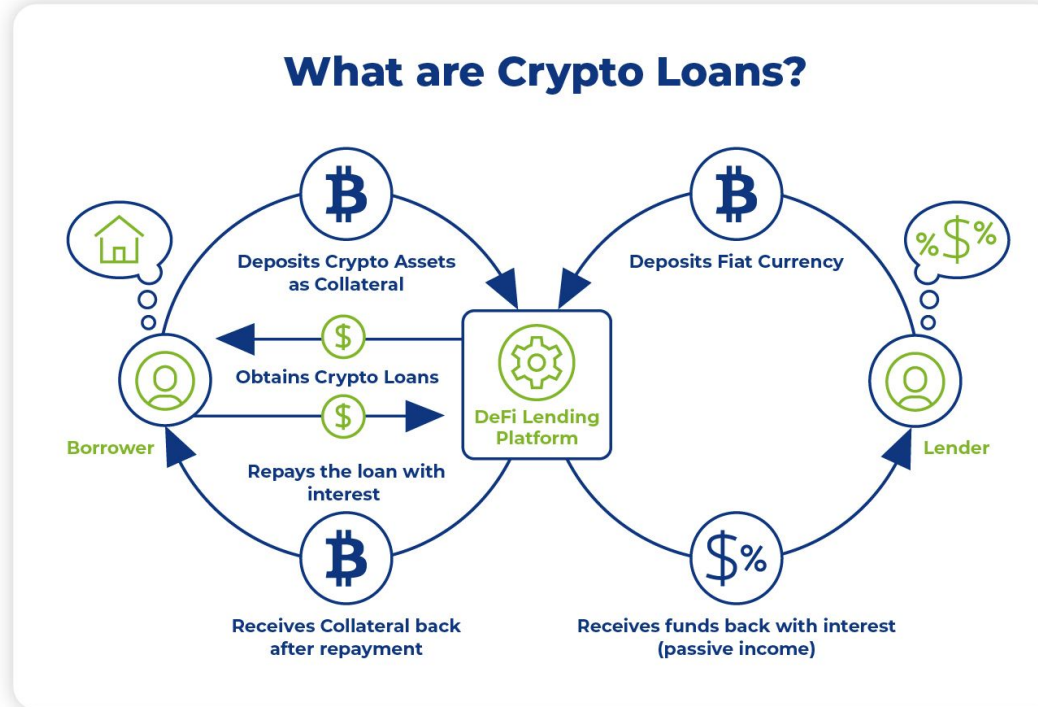 What are Crypto Loans?
Deposits Crypto Assets
as Collateral
Deposits Fiat Currency
% $ %
$
Obtains Crypto Loans
$
DeFi Lending
Platform
Borrower
Lender
Repays the loan with
interest
$%
Receives Collateral back
after repayment
Receives funds back with interest
(passive income)